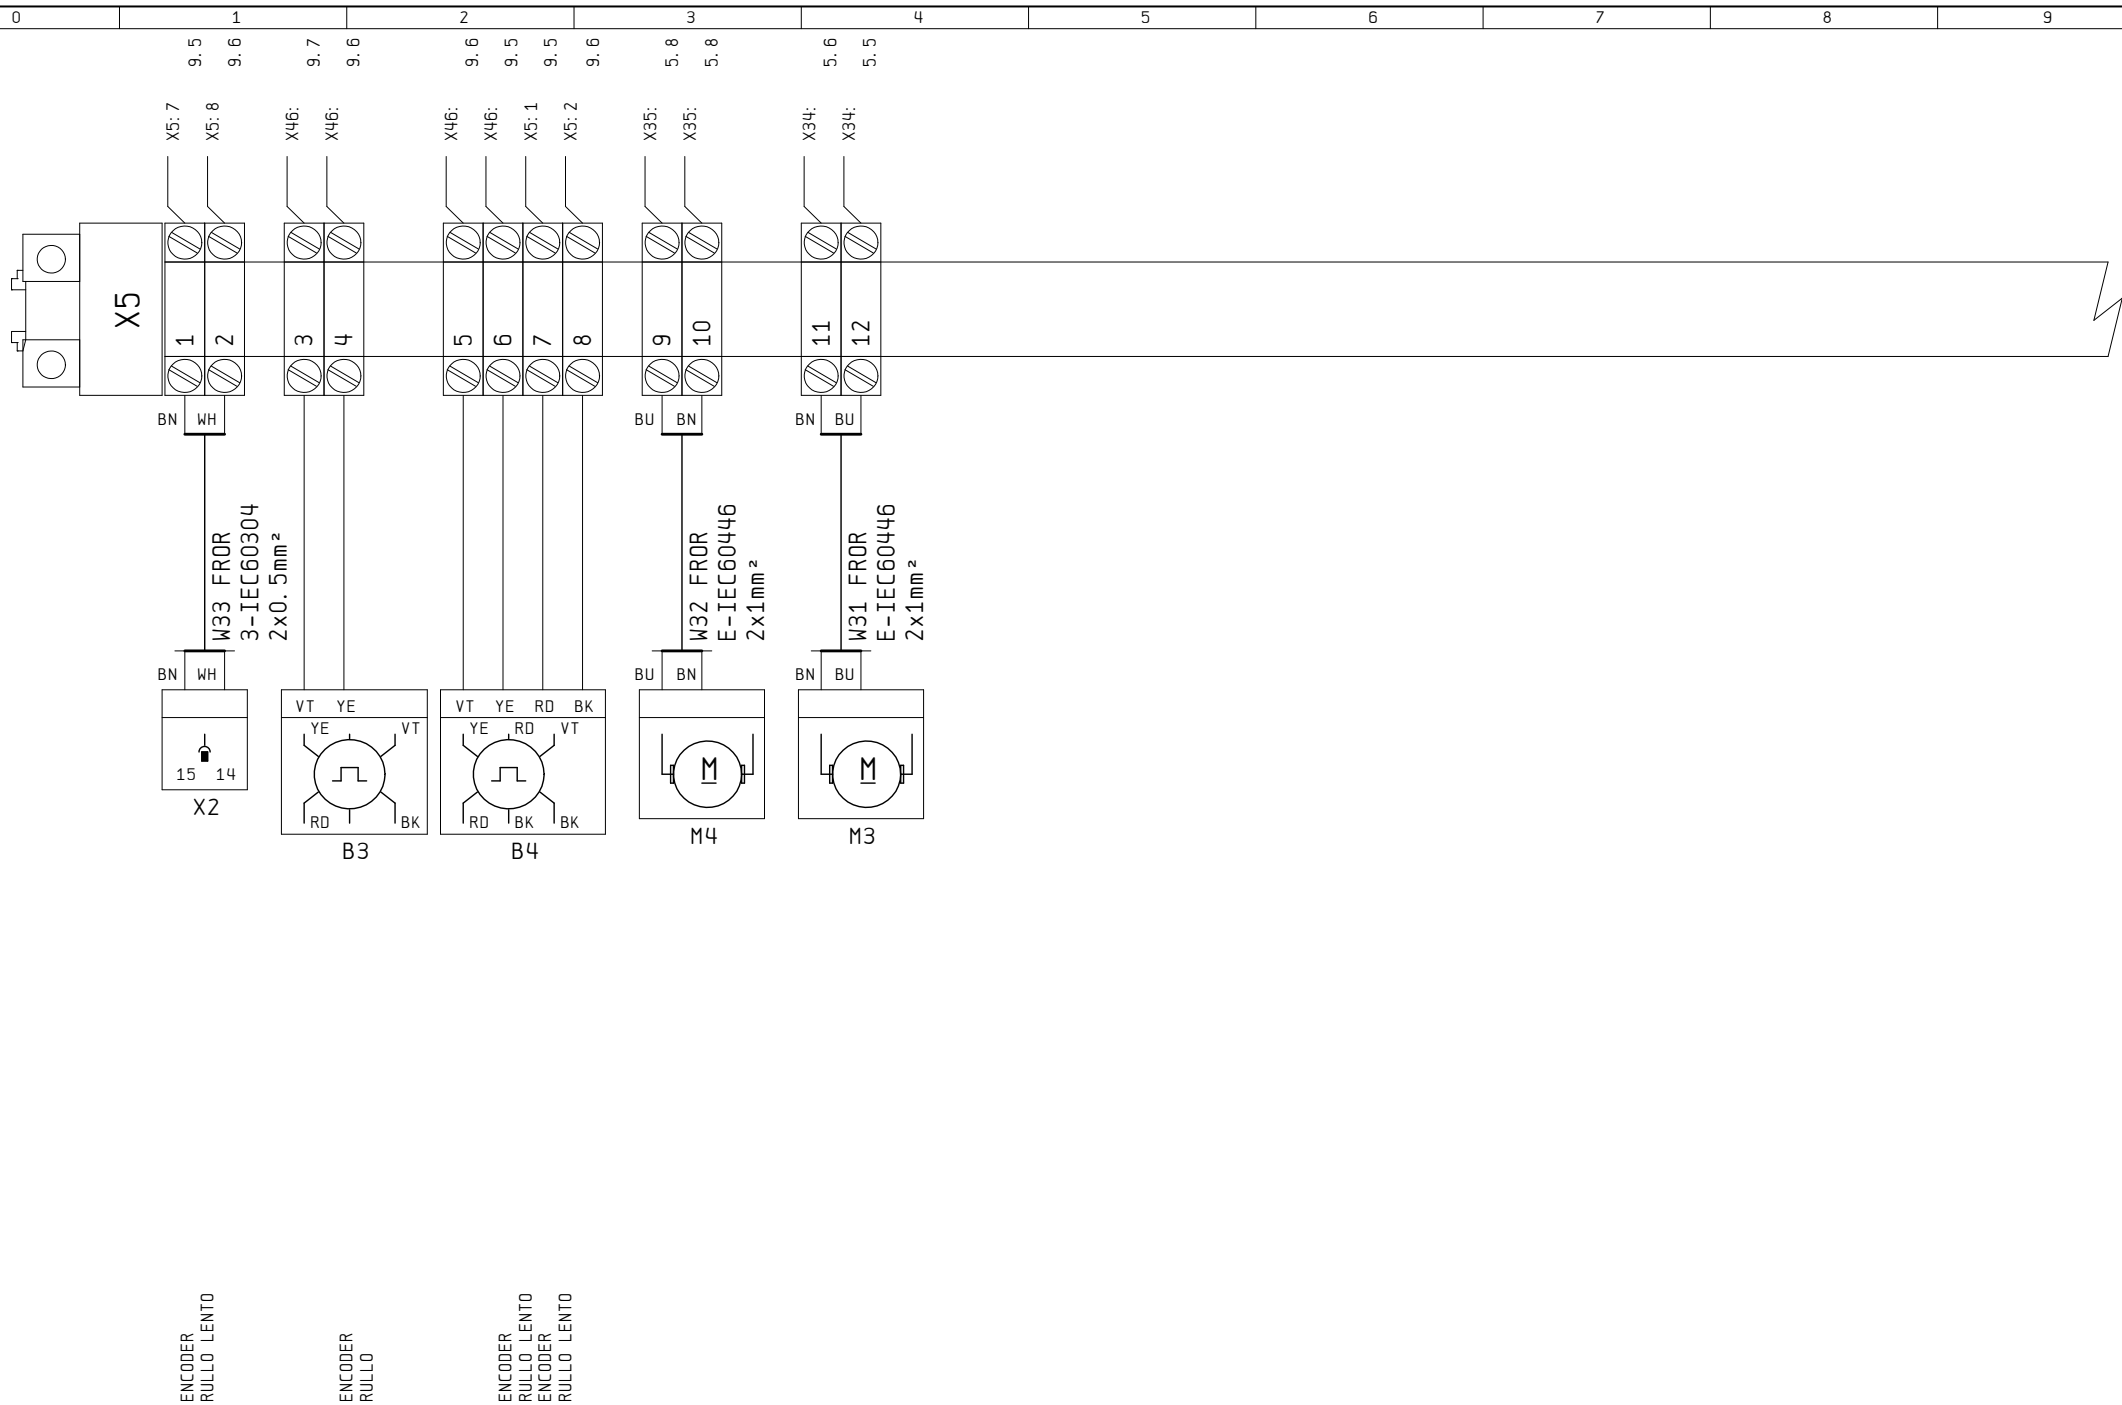 0 1 2 3 4 5 6 7 8 9
9.5 9.6 9.7 9.6 9.6 9.5 9.5 9.6 5.8 5.8 5.6 5.5
X5:7 X5:8 X46: X46: X46: X46: X5:1 X5:2 X35: X35: X34: X34:
X5 1 2 3 4 5 6 7 8 9 10 11 12
BN WH BU BN BN BU
W33 FROR
3-IEC60304
2x0.5mm²
W32 FROR
E-IEC60446
2x1mm²
W31 FROR
E-IEC60446
2x1mm²
BN WH BU BN BN BU
VT YE VT YE RD BK
YE VT YE RD VT
15 14 M M
RD BK RD BK BK
X2 B3 B4 M4 M3
ENCODER
RULLO LENTO
ENCODER
RULLO
ENCODER
RULLO LENTO
ENCODER
RULLO LENTO